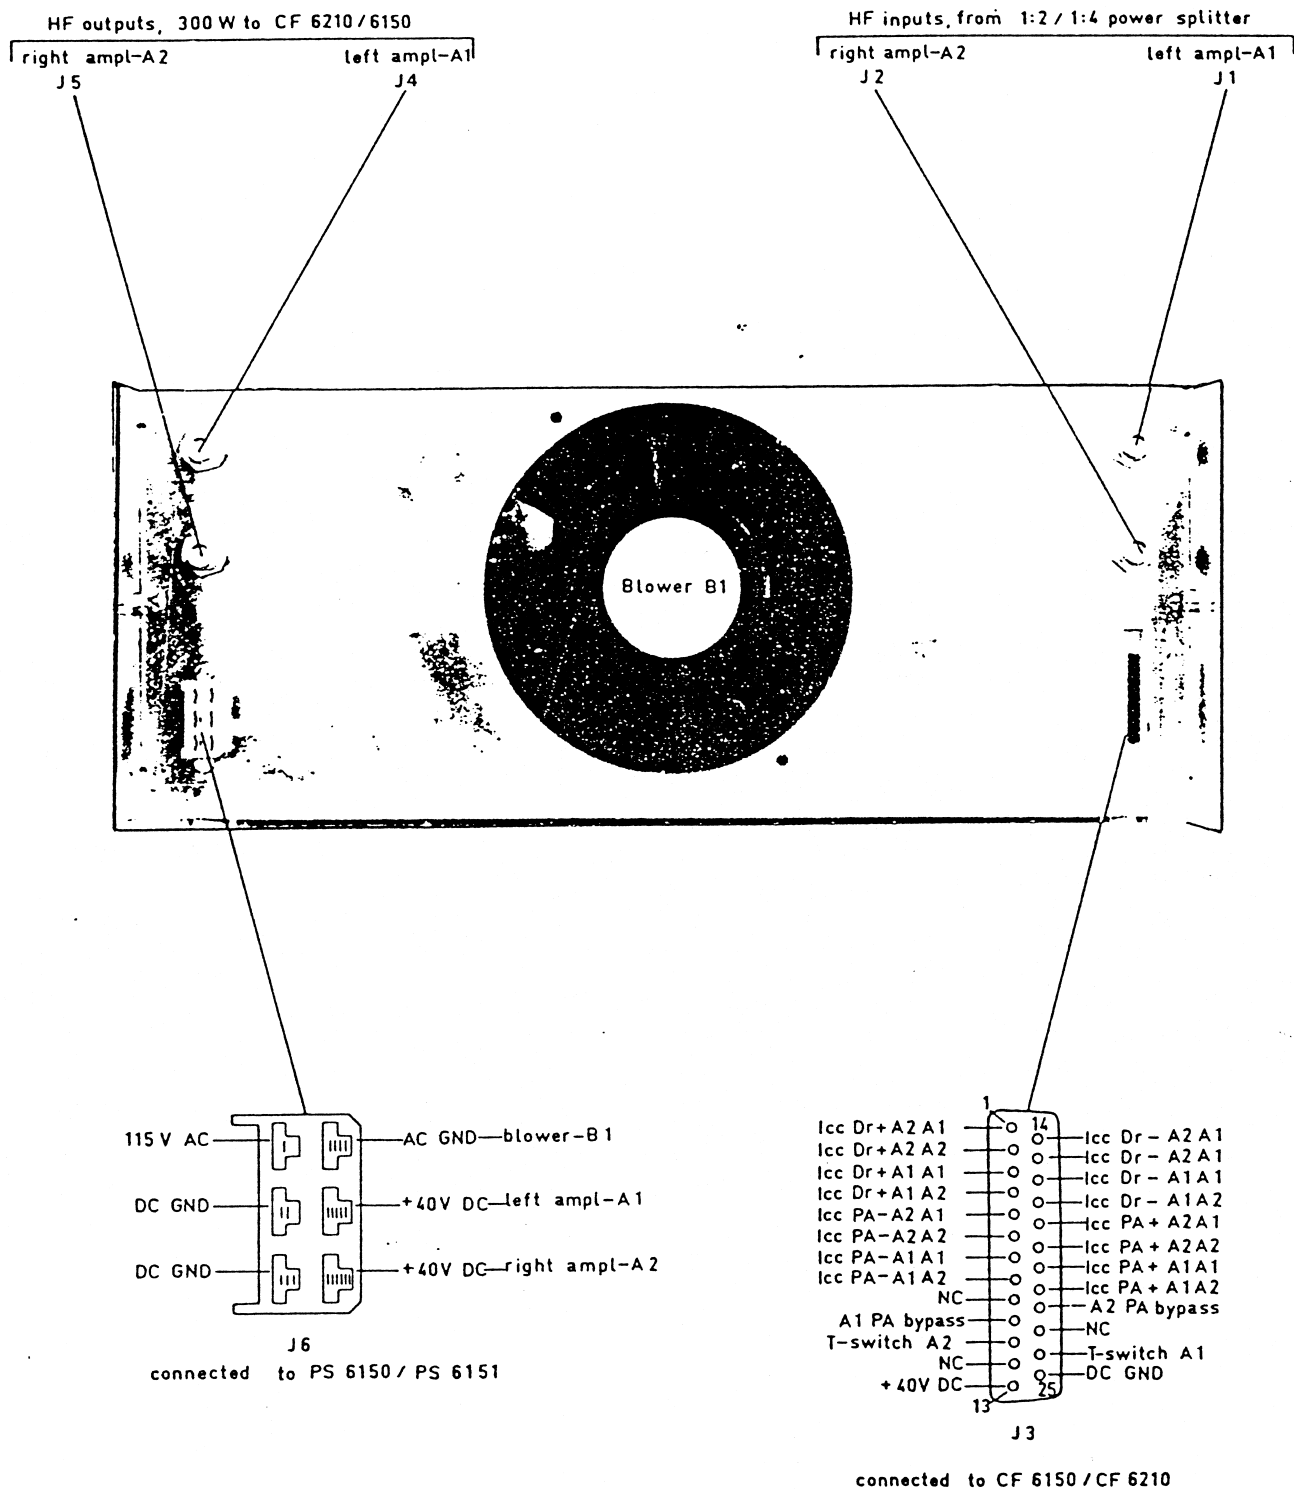 HF outputs, 300 W to CF 6210/6150
right ampl-A2
left ampl-A1
J5
J4
HF inputs, from 1:2 / 1:4 power splitter
right ampl-A2
left ampl-A1
J2
J1
Blower B1
115 V AC
AC GND
blower-B1
DC GND
+40V DC
left ampl-A1
DC GND
+40V DC
right ampl-A2
J6
connected to PS 6150/PS 6151
1
14
Icc Dr+ A2 A1
Icc Dr+ A2 A2
Icc Dr+ A1 A1
Icc Dr+ A1 A2
Icc PA- A2 A1
Icc PA- A2 A2
Icc PA- A1 A1
Icc PA- A1 A2
NC
A1 PA bypass
T-switch A2
NC
+40V DC
13
Icc Dr- A2 A1
Icc Dr- A2 A1
Icc Dr- A1 A1
Icc Dr- A1 A2
Icc PA+ A2 A1
Icc PA+ A2 A2
Icc PA+ A1 A1
Icc PA+ A1 A2
A2 PA bypass
NC
T-switch A1
DC GND
25
J3
connected to CF 6150/CF 6210